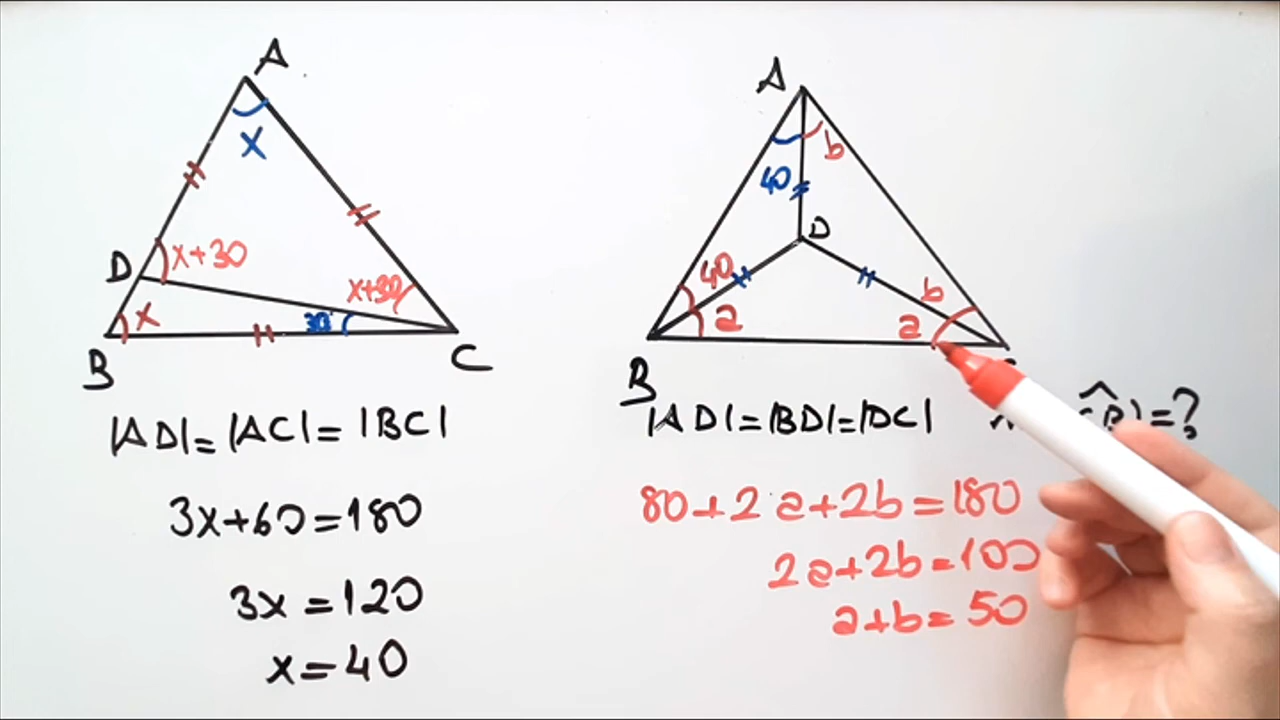 A
x
D
x+30
x+30
x
30
B
C
|AD|=|AC|=|BC|
3x+60=180
3x=120
x=40
A
b
40
D
40
b
a
a
B
|AD|=|BD|=|DC|
B)=?
80+2a+2b=180
2a+2b=100
a+b=50